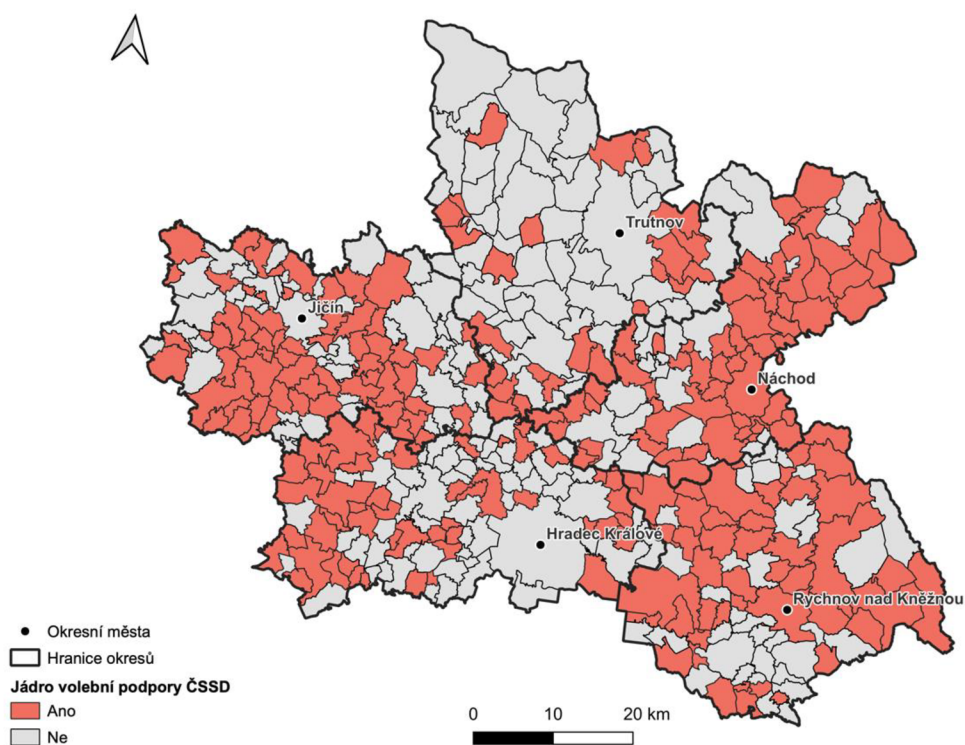 Trutnov
Jičín
Náchod
Hradec Králové
Rychnov nad Kněžnou
Okresní města
Hranice okresů
Jádro volební podpory ČSSD
Ano
Ne
0 10 20 km